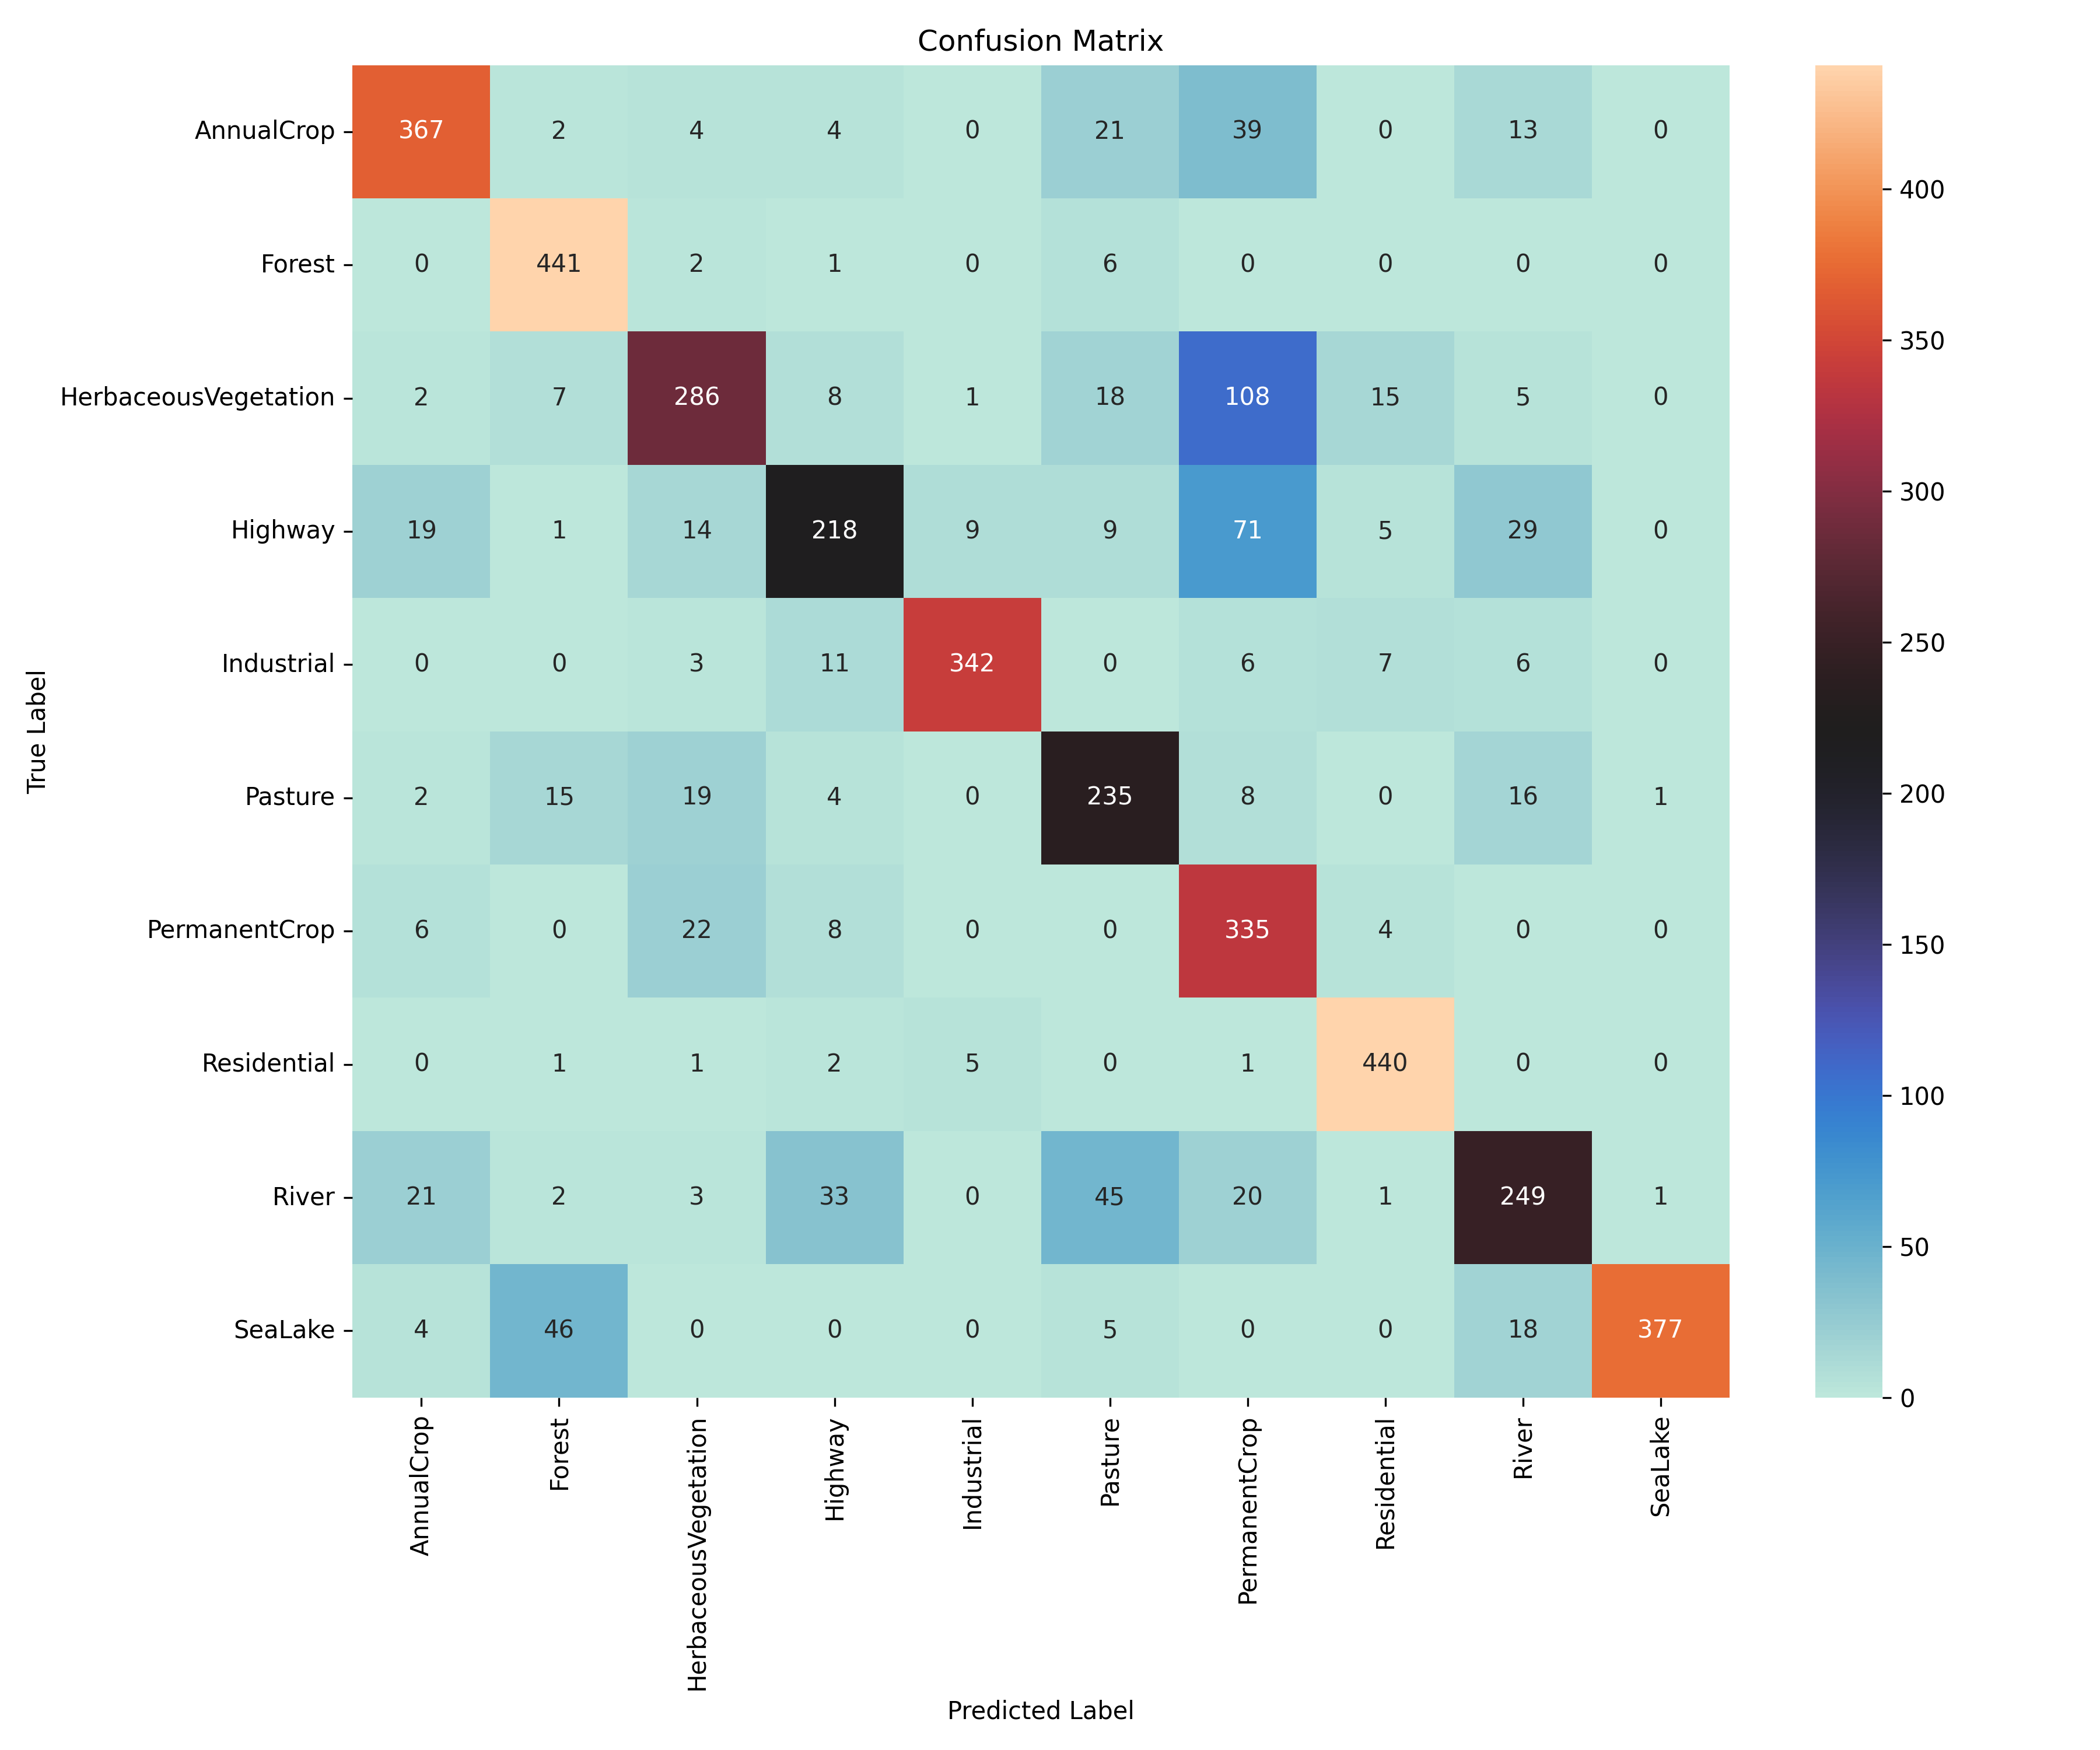 Confusion Matrix
AnnualCrop 367 2 4 4 0 21 39 0 13 0
Forest 0 441 2 1 0 6 0 0 0 0
HerbaceousVegetation 2 7 286 8 1 18 108 15 5 0
Highway 19 1 14 218 9 9 71 5 29 0
Industrial 0 0 3 11 342 0 6 7 6 0
Pasture 2 15 19 4 0 235 8 0 16 1
PermanentCrop 6 0 22 8 0 0 335 4 0 0
Residential 0 1 1 2 5 0 1 440 0 0
River 21 2 3 33 0 45 20 1 249 1
SeaLake 4 46 0 0 0 5 0 0 18 377
True Label
AnnualCrop
Forest
HerbaceousVegetation
Highway
Industrial
Pasture
PermanentCrop
Residential
River
SeaLake
Predicted Label
400
350
300
250
200
150
100
50
0